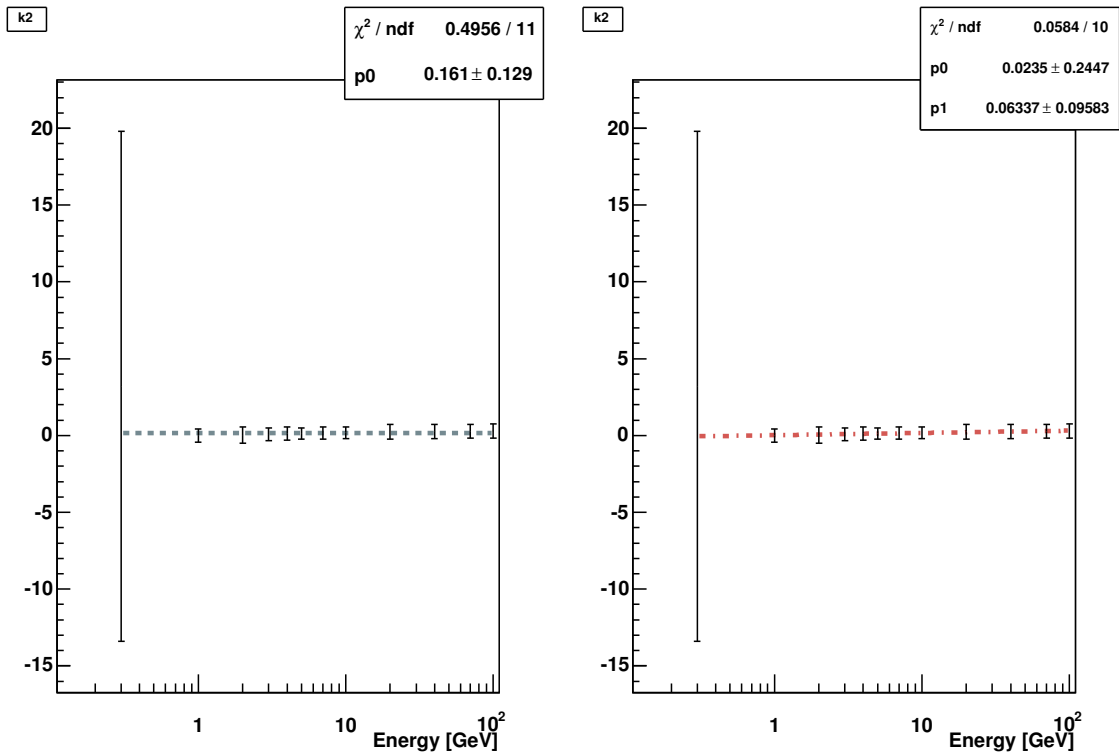 k2
χ² / ndf 0.4956 / 11
p0 0.161 ± 0.129
20
15
10
5
0
-5
-10
-15
1
10
10²
Energy [GeV]
k2
χ² / ndf 0.0584 / 10
p0 0.0235 ± 0.2447
p1 0.06337 ± 0.09583
20
15
10
5
0
-5
-10
-15
1
10
10²
Energy [GeV]